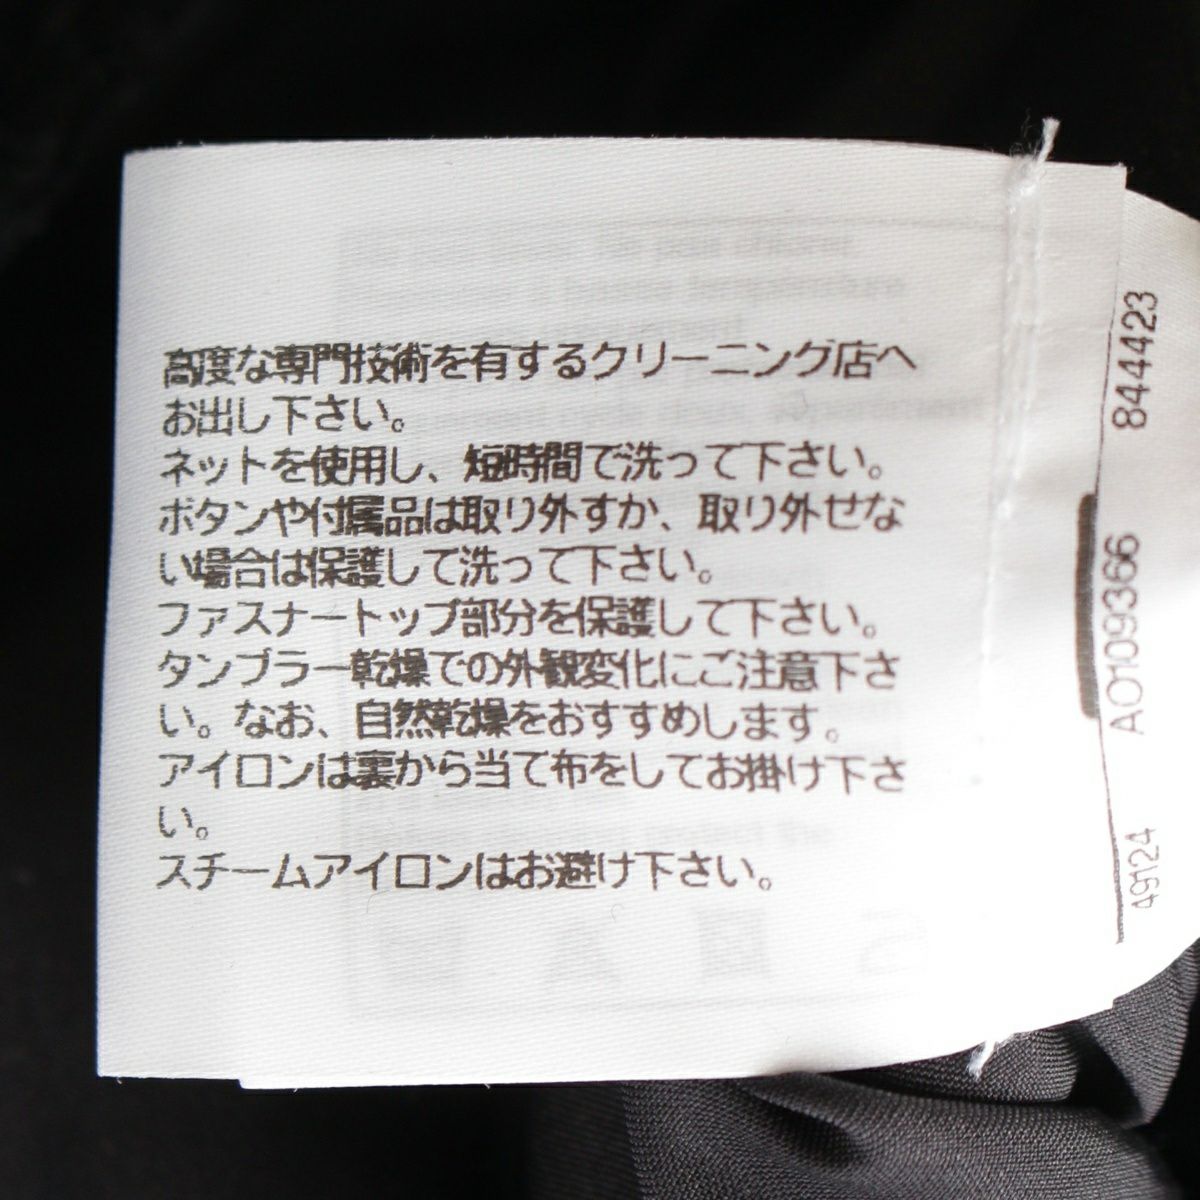 高度な専門技術を有するクリーニング店へ
お出し下さい。
ネットを使用し、短時間で洗って下さい。
ボタンや付属品は取り外すか、取り外せな
い場合は保護して洗って下さい。
ファスナートップ部分を保護して下さい。
タンブラー乾燥での外観変化にご注意下さ
い。なお、自然乾燥をおすすめします。
アイロンは裏から当て布をしてお掛け下さ
い。
スチームアイロンはお避け下さい。
844423
AO109366
49124